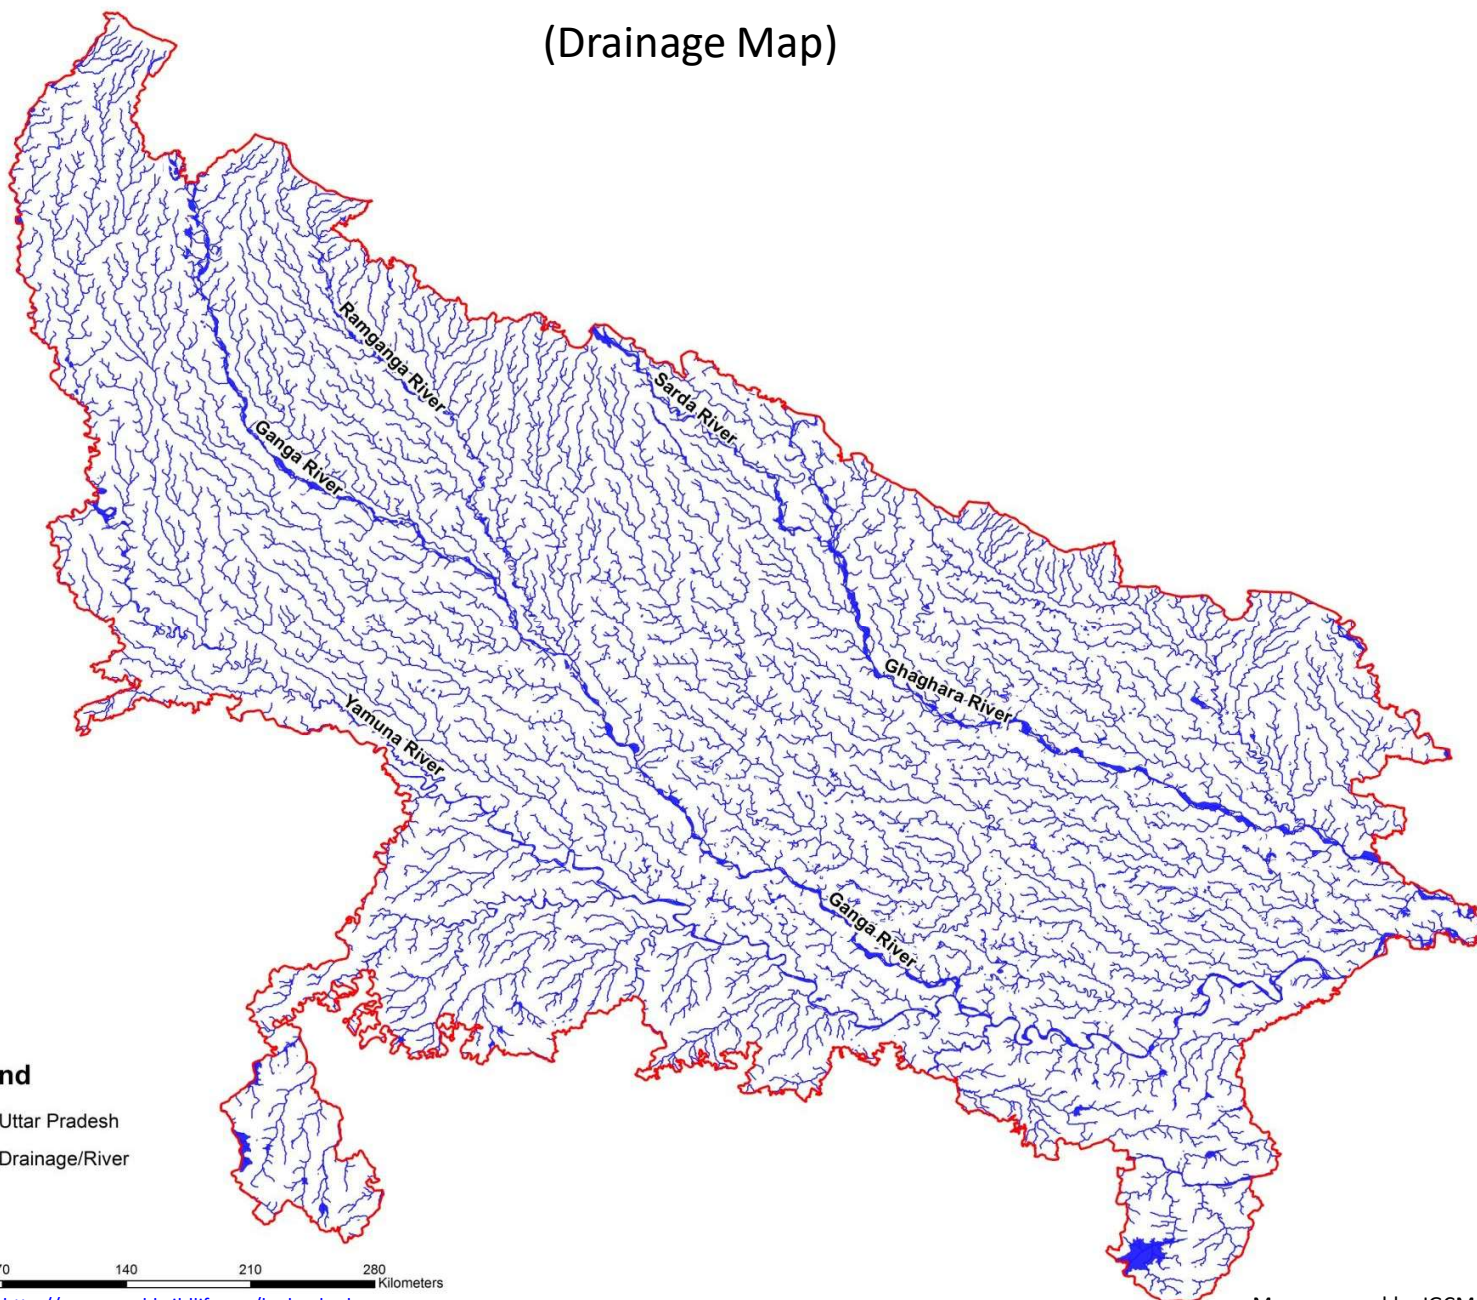 (Drainage Map)
Ramganga River
Sarda River
Ganga River
Ghaghara River
Yamuna River
Ganga River
nd
Uttar Pradesh
Drainage/River
70 140 210 280
Kilometers